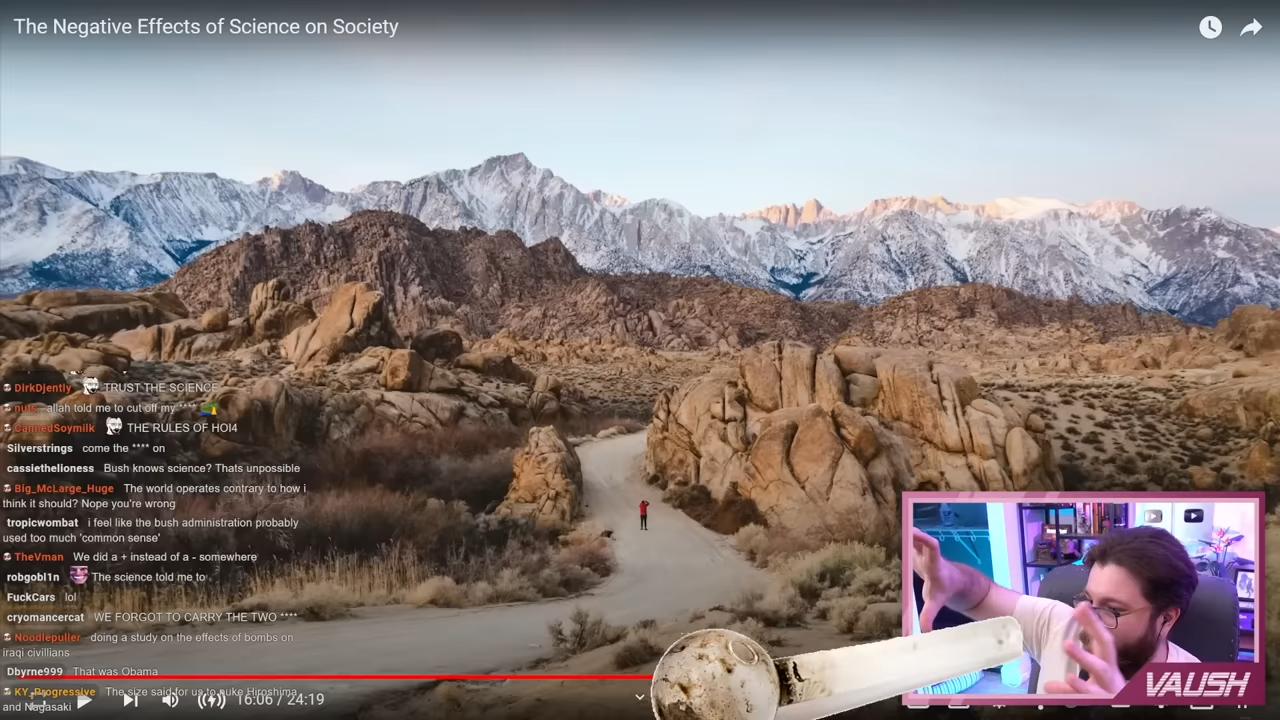 The Negative Effects of Science on Society
DirkDjently TRUST THE SCIENCE
nuts allah told me to cut off my ****
CannedSoymilk THE RULES OF HOI4
Silverstrings come the **** on
cassiethelioness Bush knows science? Thats unpossible
Big_McLarge_Huge The world operates contrary to how i
think it should? Nope you're wrong
tropicwombat i feel like the bush administration probably
used too much 'common sense'
TheVman We did a + instead of a - somewhere
robgobl1n The science told me to
FuckCars lol
cryomancercat WE FORGOT TO CARRY THE TWO ****
Noodlepuller doing a study on the effects of bombs on
iraqi civillians
Dbyrne999 That was Obama
KY_Progressive The size said for us to nuke Hiroshima
and Nagasaki
16:06 / 24:19
VAUSH